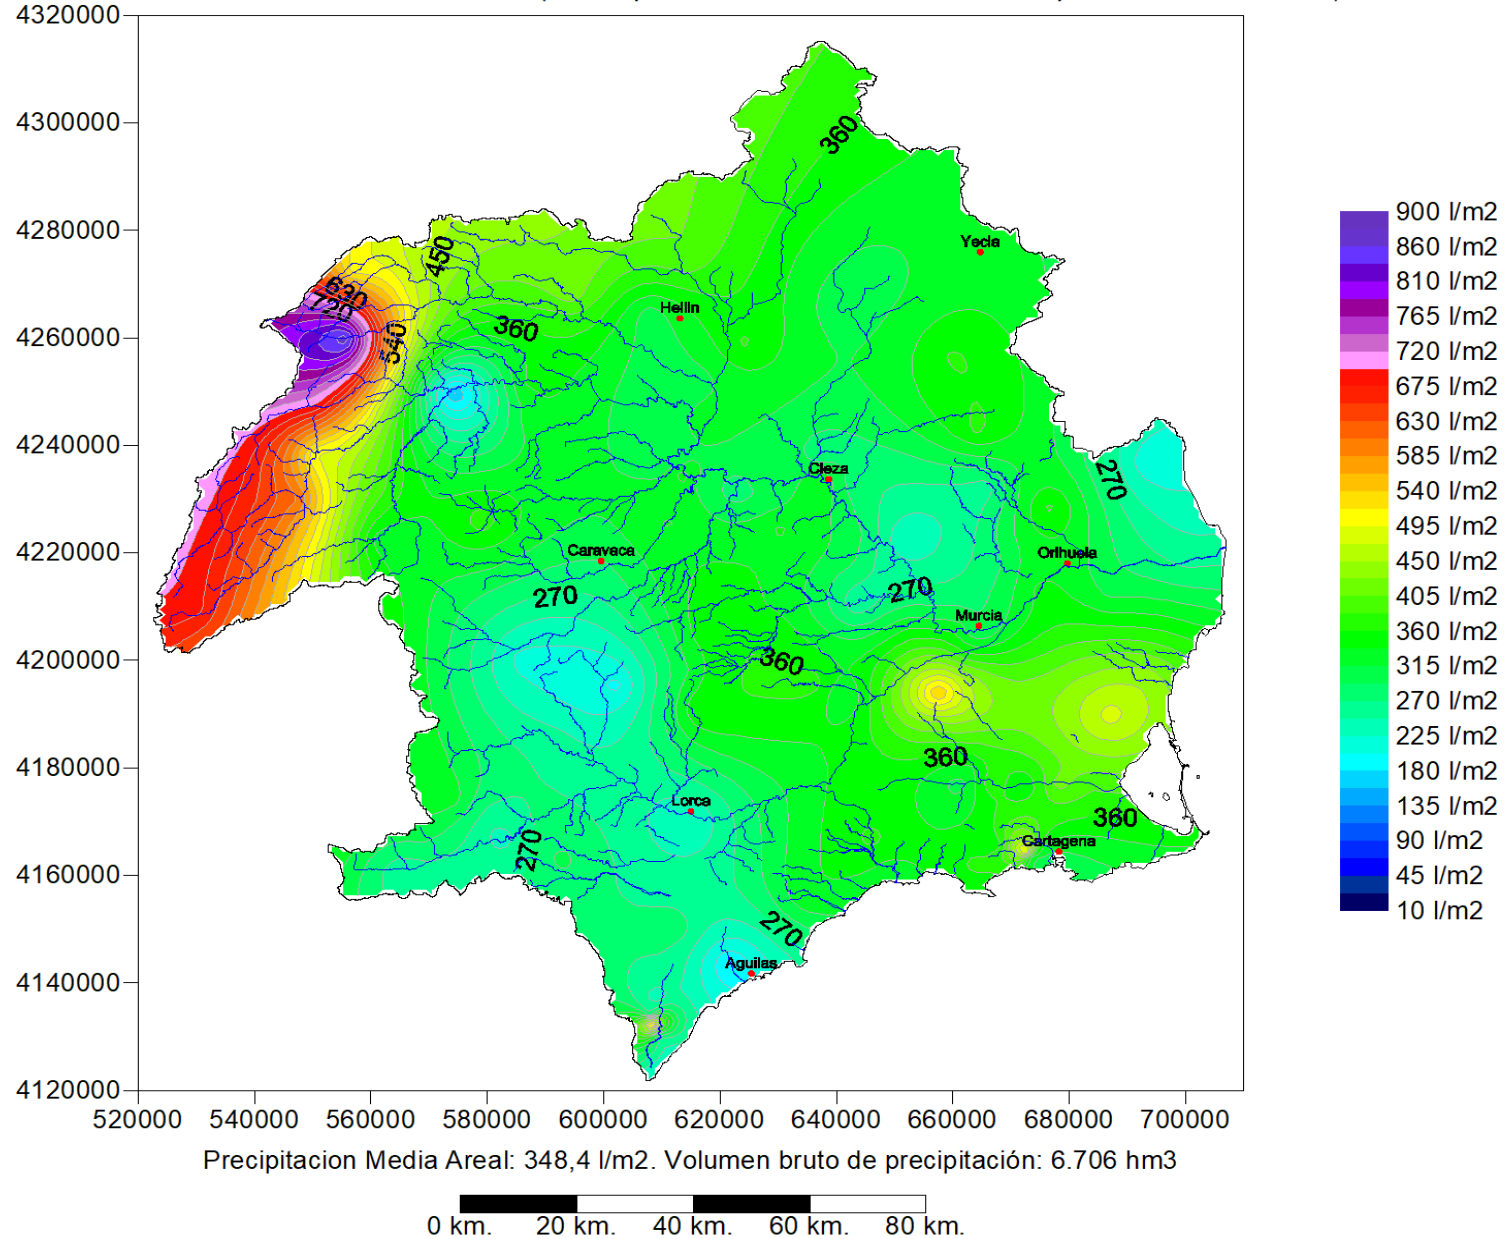 4320000
4300000
4280000
4260000
4240000
4220000
4200000
4180000
4160000
4140000
4120000
520000 540000 560000 580000 600000 620000 640000 660000 680000 700000
360
Yecla
450
630
720
540
360
Hellin
Cieza
270
Caravaca
Orihuela
270
270
Murcia
360
360
Lorca
360
Cartagena
270
270
Aguilas
900 l/m2
860 l/m2
810 l/m2
765 l/m2
720 l/m2
675 l/m2
630 l/m2
585 l/m2
540 l/m2
495 l/m2
450 l/m2
405 l/m2
360 l/m2
315 l/m2
270 l/m2
225 l/m2
180 l/m2
135 l/m2
90 l/m2
45 l/m2
10 l/m2
Precipitacion Media Areal: 348,4 l/m2. Volumen bruto de precipitación: 6.706 hm3
0 km. 20 km. 40 km. 60 km. 80 km.